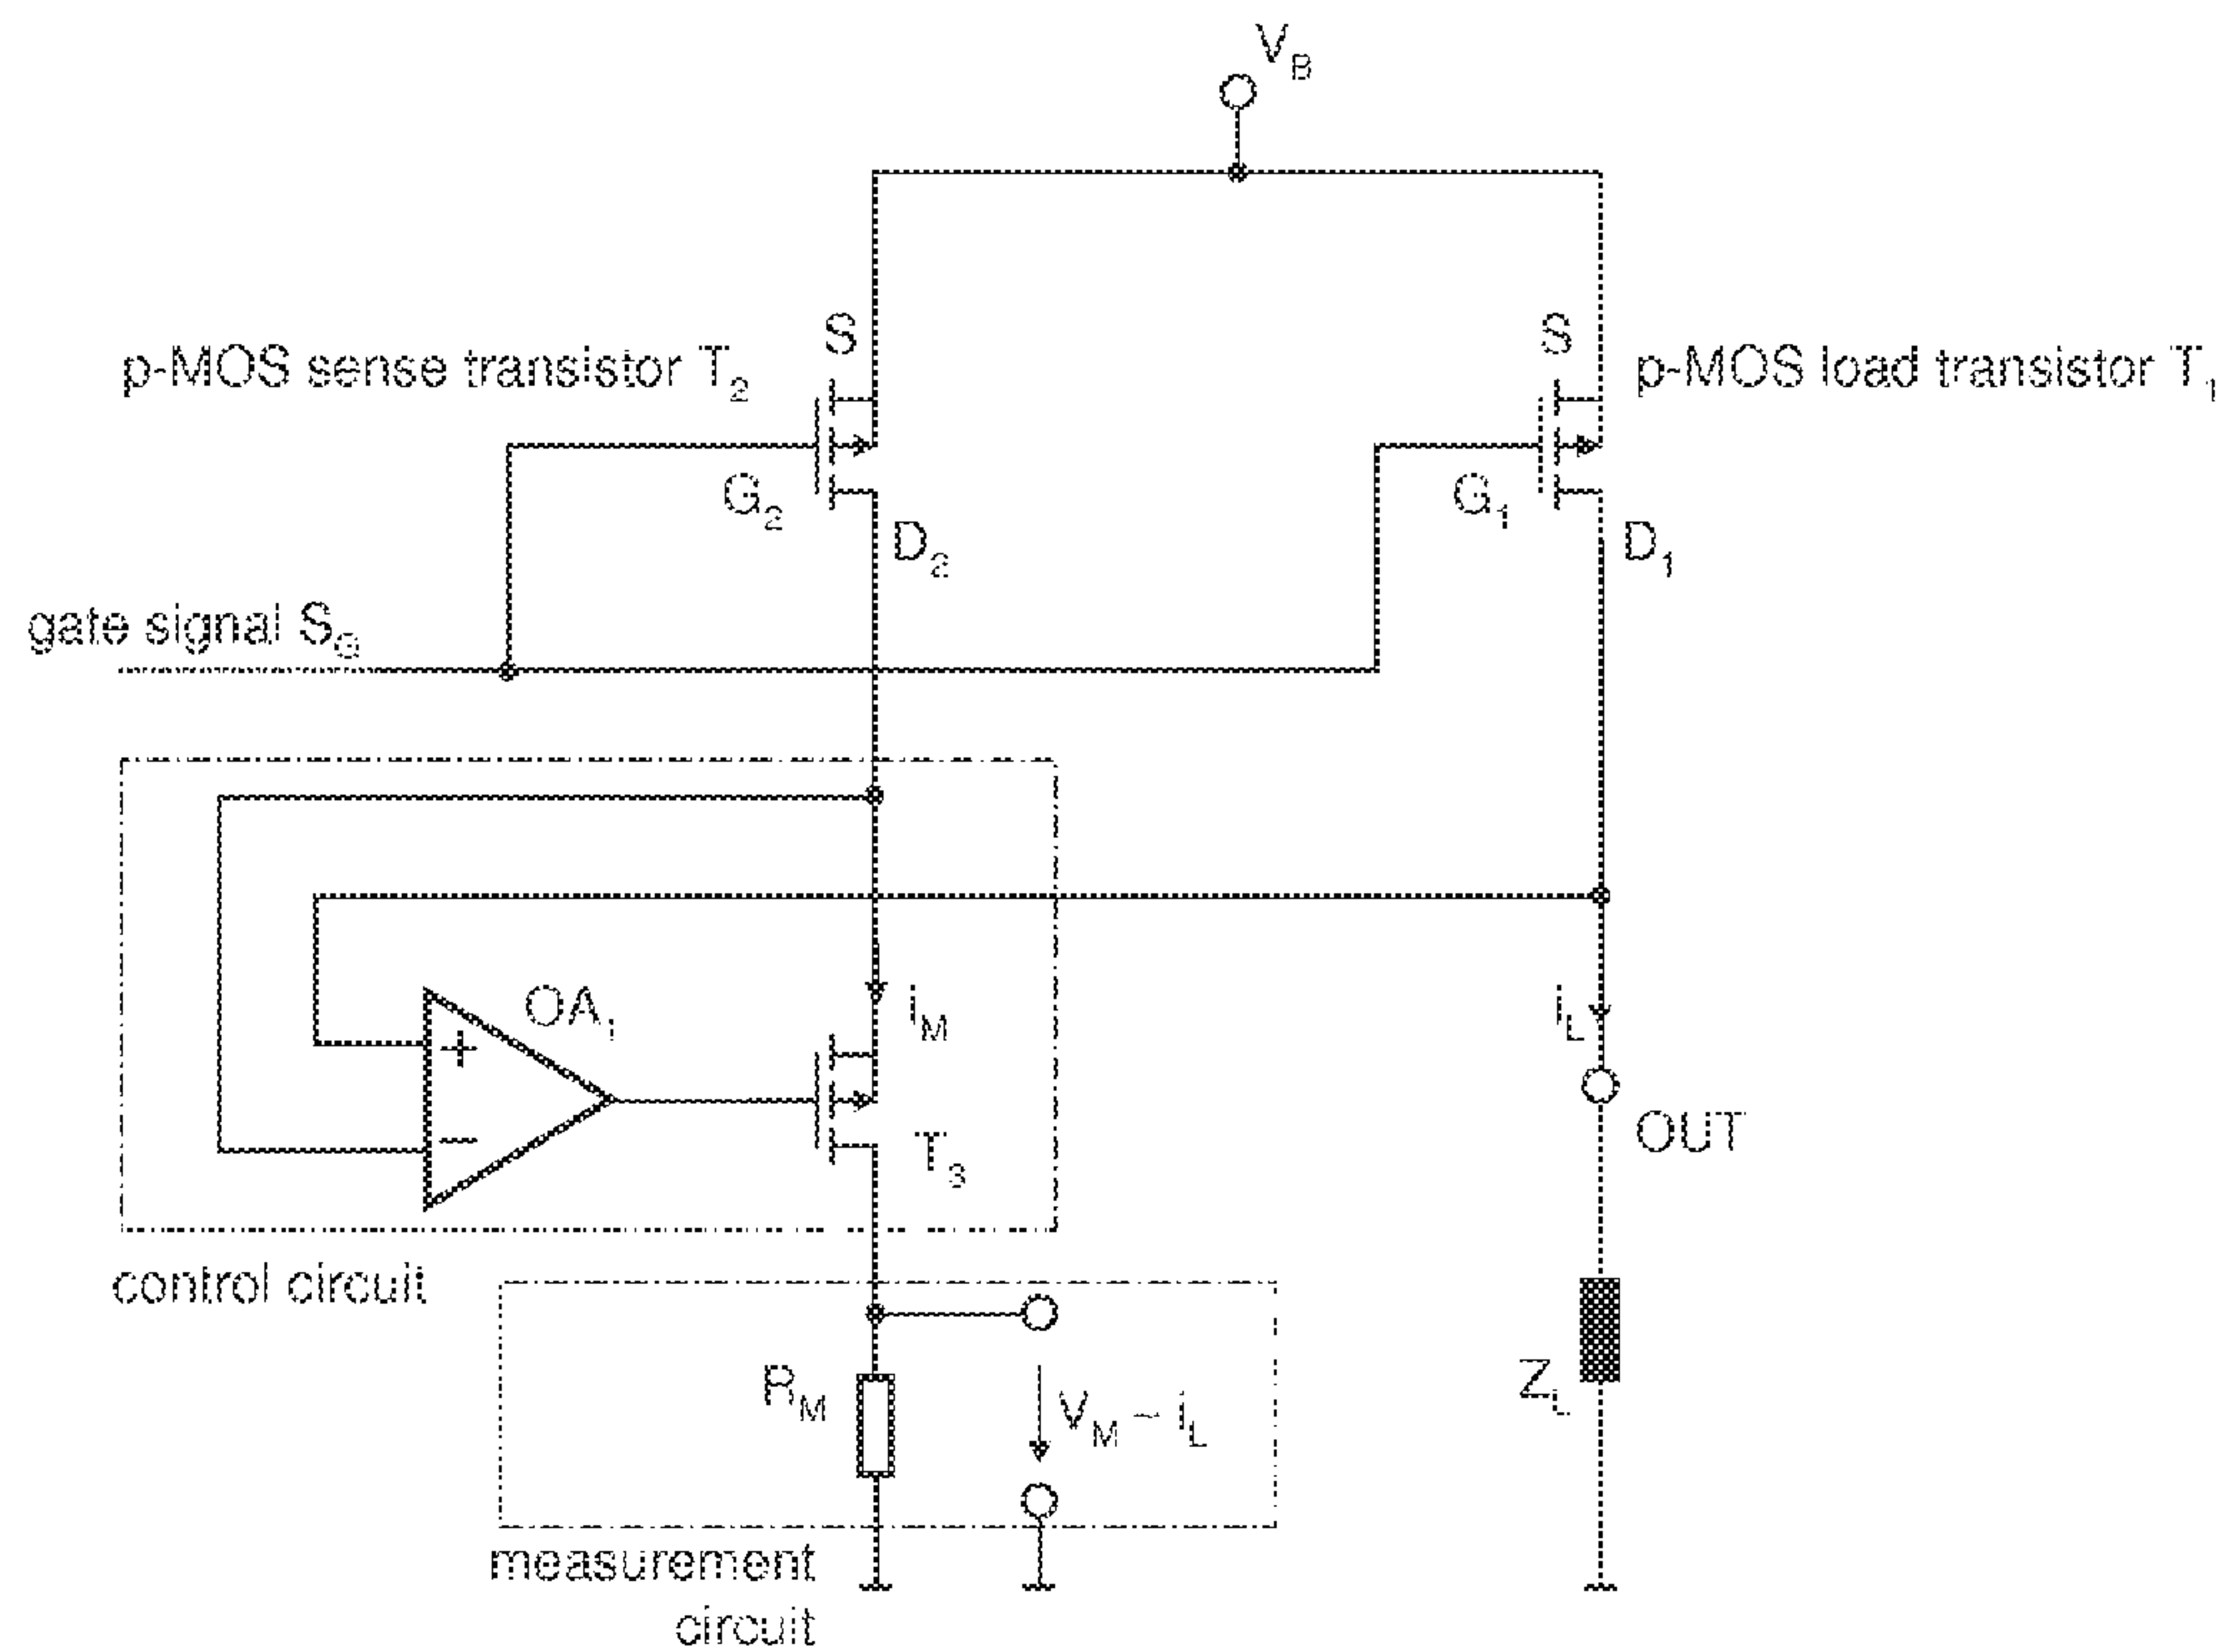 V_B
S
S
p-MOS sense transistor T_2
p-MOS load transistor T_1
G_2
G_1
D_2
D_1
gate signal S_G
OA_1
+
−
i_M
i_L
T_3
OUT
control circuit
R_M
V_M ~ i_L
Z_L
measurement
circuit